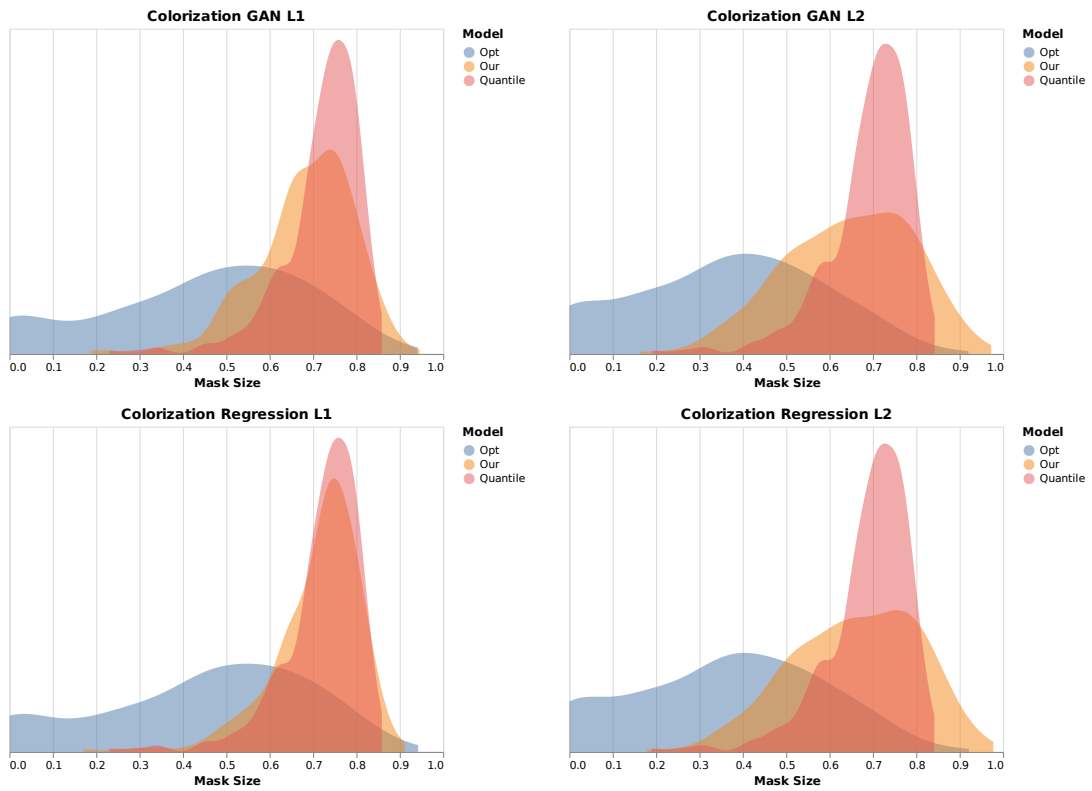 Colorization GAN L1
Model
Opt
Our
Quantile
0.0 0.1 0.2 0.3 0.4 0.5 0.6 0.7 0.8 0.9 1.0
Mask Size
Colorization GAN L2
Model
Opt
Our
Quantile
0.0 0.1 0.2 0.3 0.4 0.5 0.6 0.7 0.8 0.9 1.0
Mask Size
Colorization Regression L1
Model
Opt
Our
Quantile
0.0 0.1 0.2 0.3 0.4 0.5 0.6 0.7 0.8 0.9 1.0
Mask Size
Colorization Regression L2
Model
Opt
Our
Quantile
0.0 0.1 0.2 0.3 0.4 0.5 0.6 0.7 0.8 0.9 1.0
Mask Size